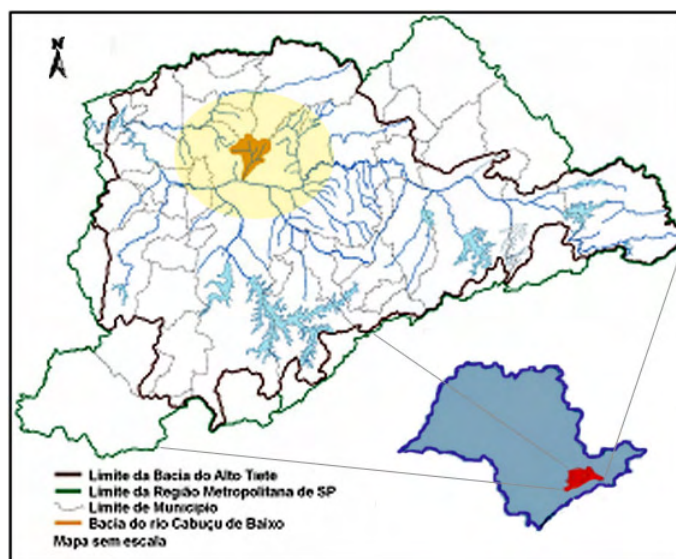 N
Limite da Bacia do Alto Tiete
Limite da Região Metropolitana de SP
Limite de Município
Bacia do rio Cabuçu de Baixo
Mapa sem escala